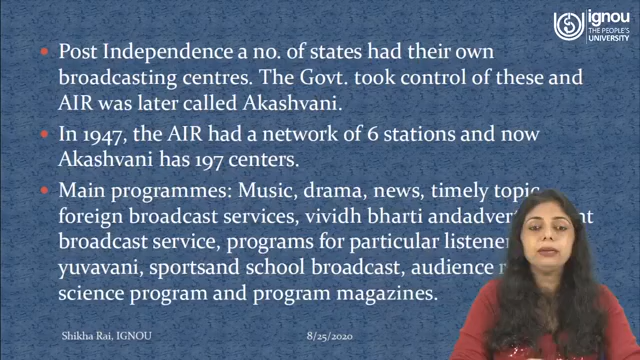 ignou
THE PEOPLE'S
UNIVERSITY
Post Independence a no. of states had their own
broadcasting centres. The Govt. took control of these and
AIR was later called Akashvani.
In 1947, the AIR had a network of 6 stations and now
Akashvani has 197 centers.
Main programmes: Music, drama, news, timely topic
foreign broadcast services, vividh bharti
broadcast service, programs for particular
yuvavani, sportsand school broadcast, audience
science program and program magazines.
Shikha Rai, IGNOU
8/25/2020